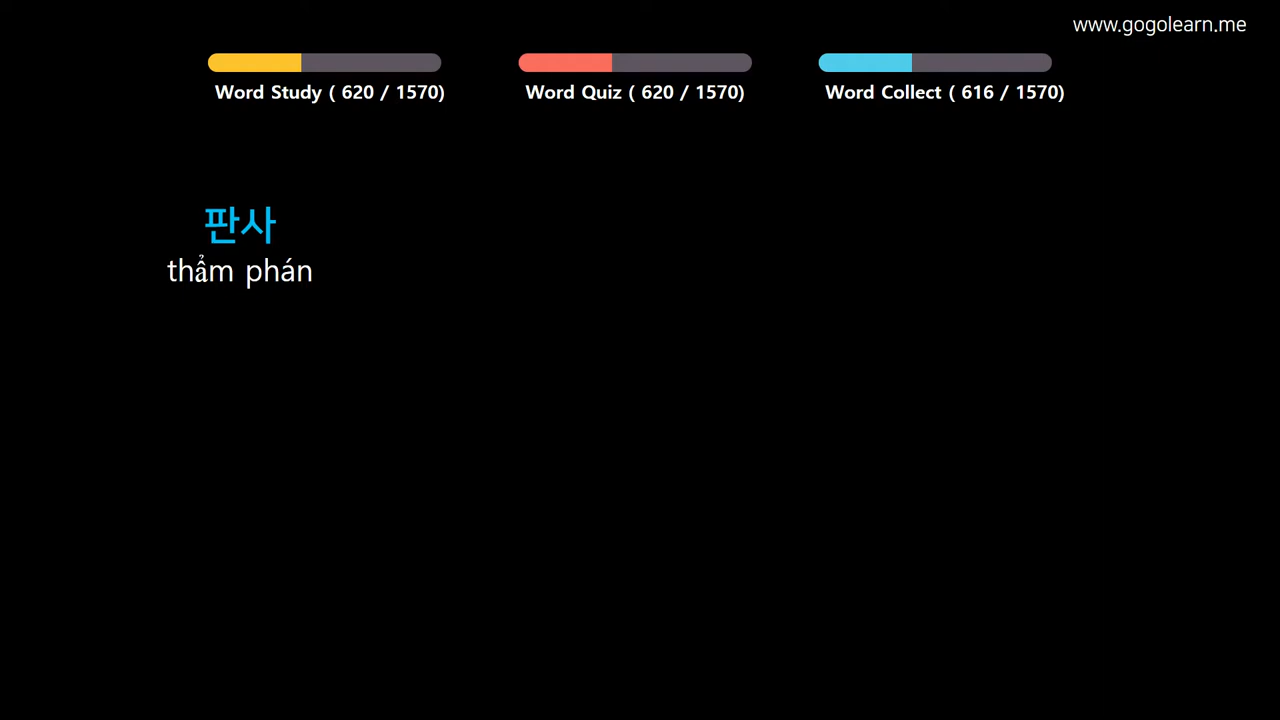 www.gogolearn.me
Word Study ( 620 / 1570)
Word Quiz ( 620 / 1570)
Word Collect ( 616 / 1570)
판사
thẩm phán